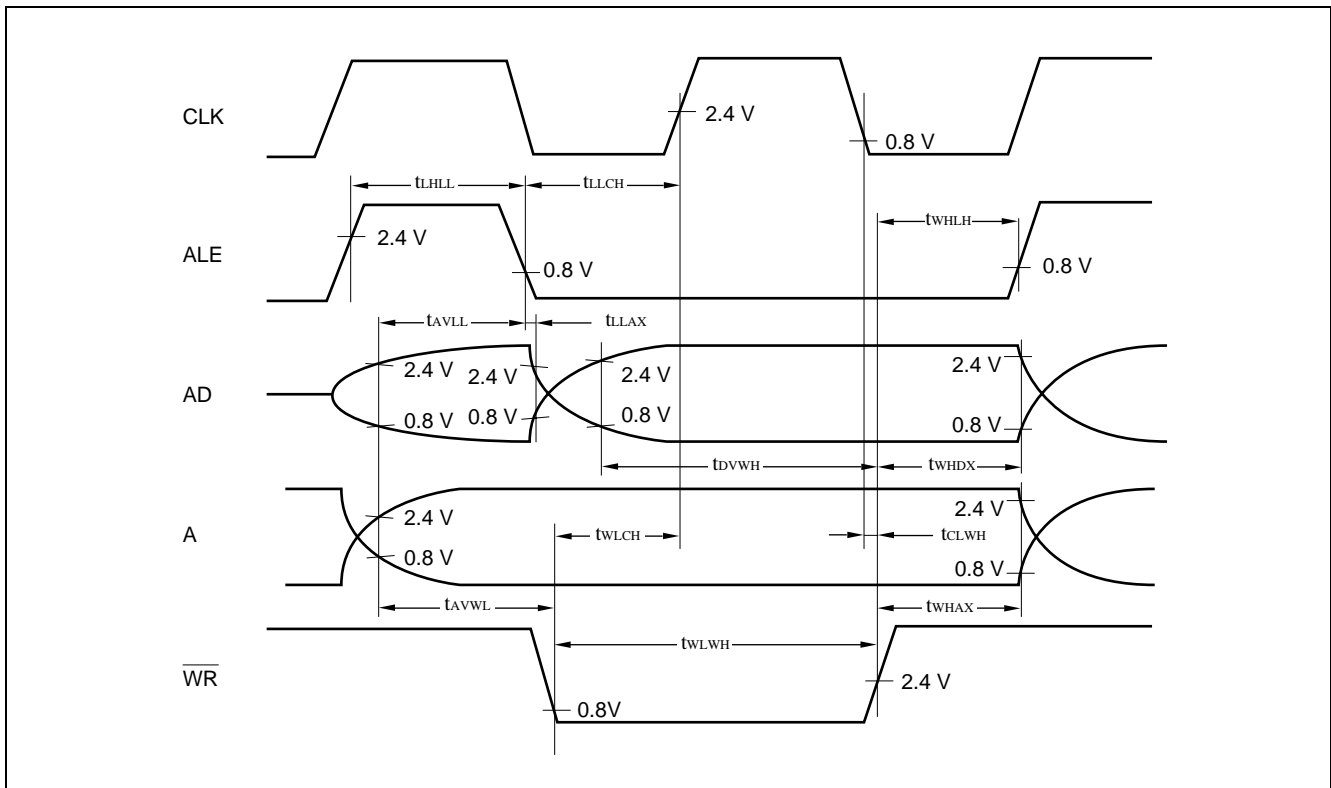 CLK
2.4 V
0.8 V
tLHLL
tLLCH
tWHLH
ALE
2.4 V
0.8 V
0.8 V
tAVLL
tLLAX
AD
2.4 V
2.4 V
2.4 V
2.4 V
0.8 V
0.8 V
0.8 V
0.8 V
tDVWH
tWHDX
A
2.4 V
2.4 V
tWLCH
tCLWH
0.8 V
0.8 V
tAVWL
tWHAX
tWLWH
WR
2.4 V
0.8V